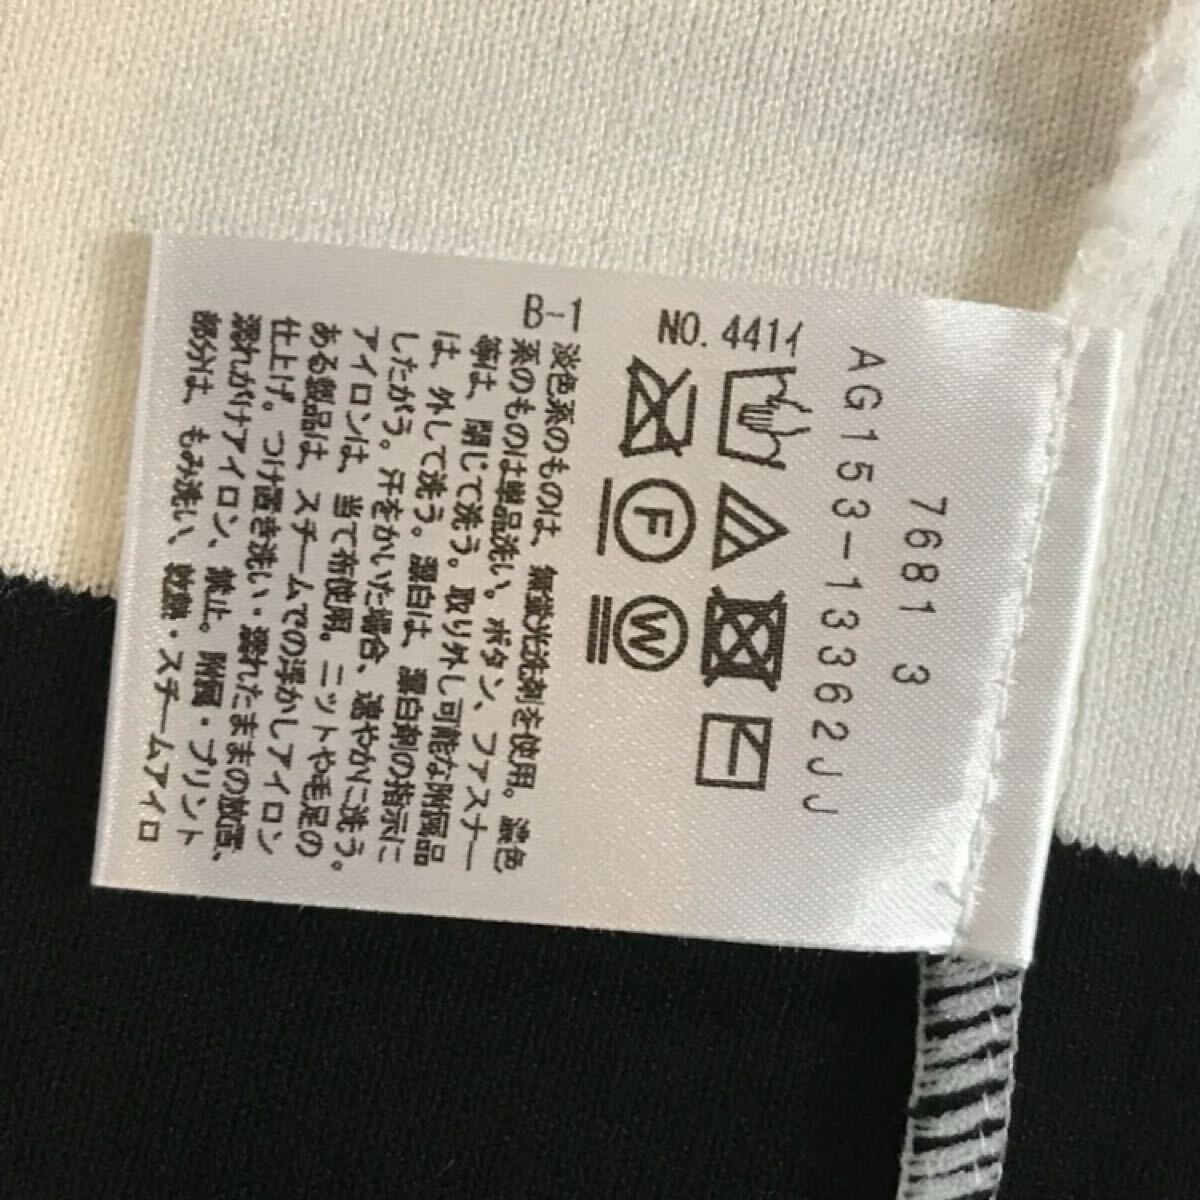 7681 3
AG153-13362JJ
NO. 441イ
F
W
B-1
淡色系のものは、無蛍光洗剤を使用。濃色
系のものは単品洗い。ボタン、ファスナー
等は、閉じて洗う。取り外し可能な附属品
は、外して洗う。漂白は、漂白剤の指示に
したがう。汗をかいた場合、速やかに洗う。
アイロンは、当て布使用。ニットや毛足の
ある製品は、スチームでの浮かしアイロン
仕上げ。つけ置き洗い・濡れたままの放置、
濡れがけアイロン、禁止。附属・プリント
部分は、もみ洗い、乾熱・スチームアイロ